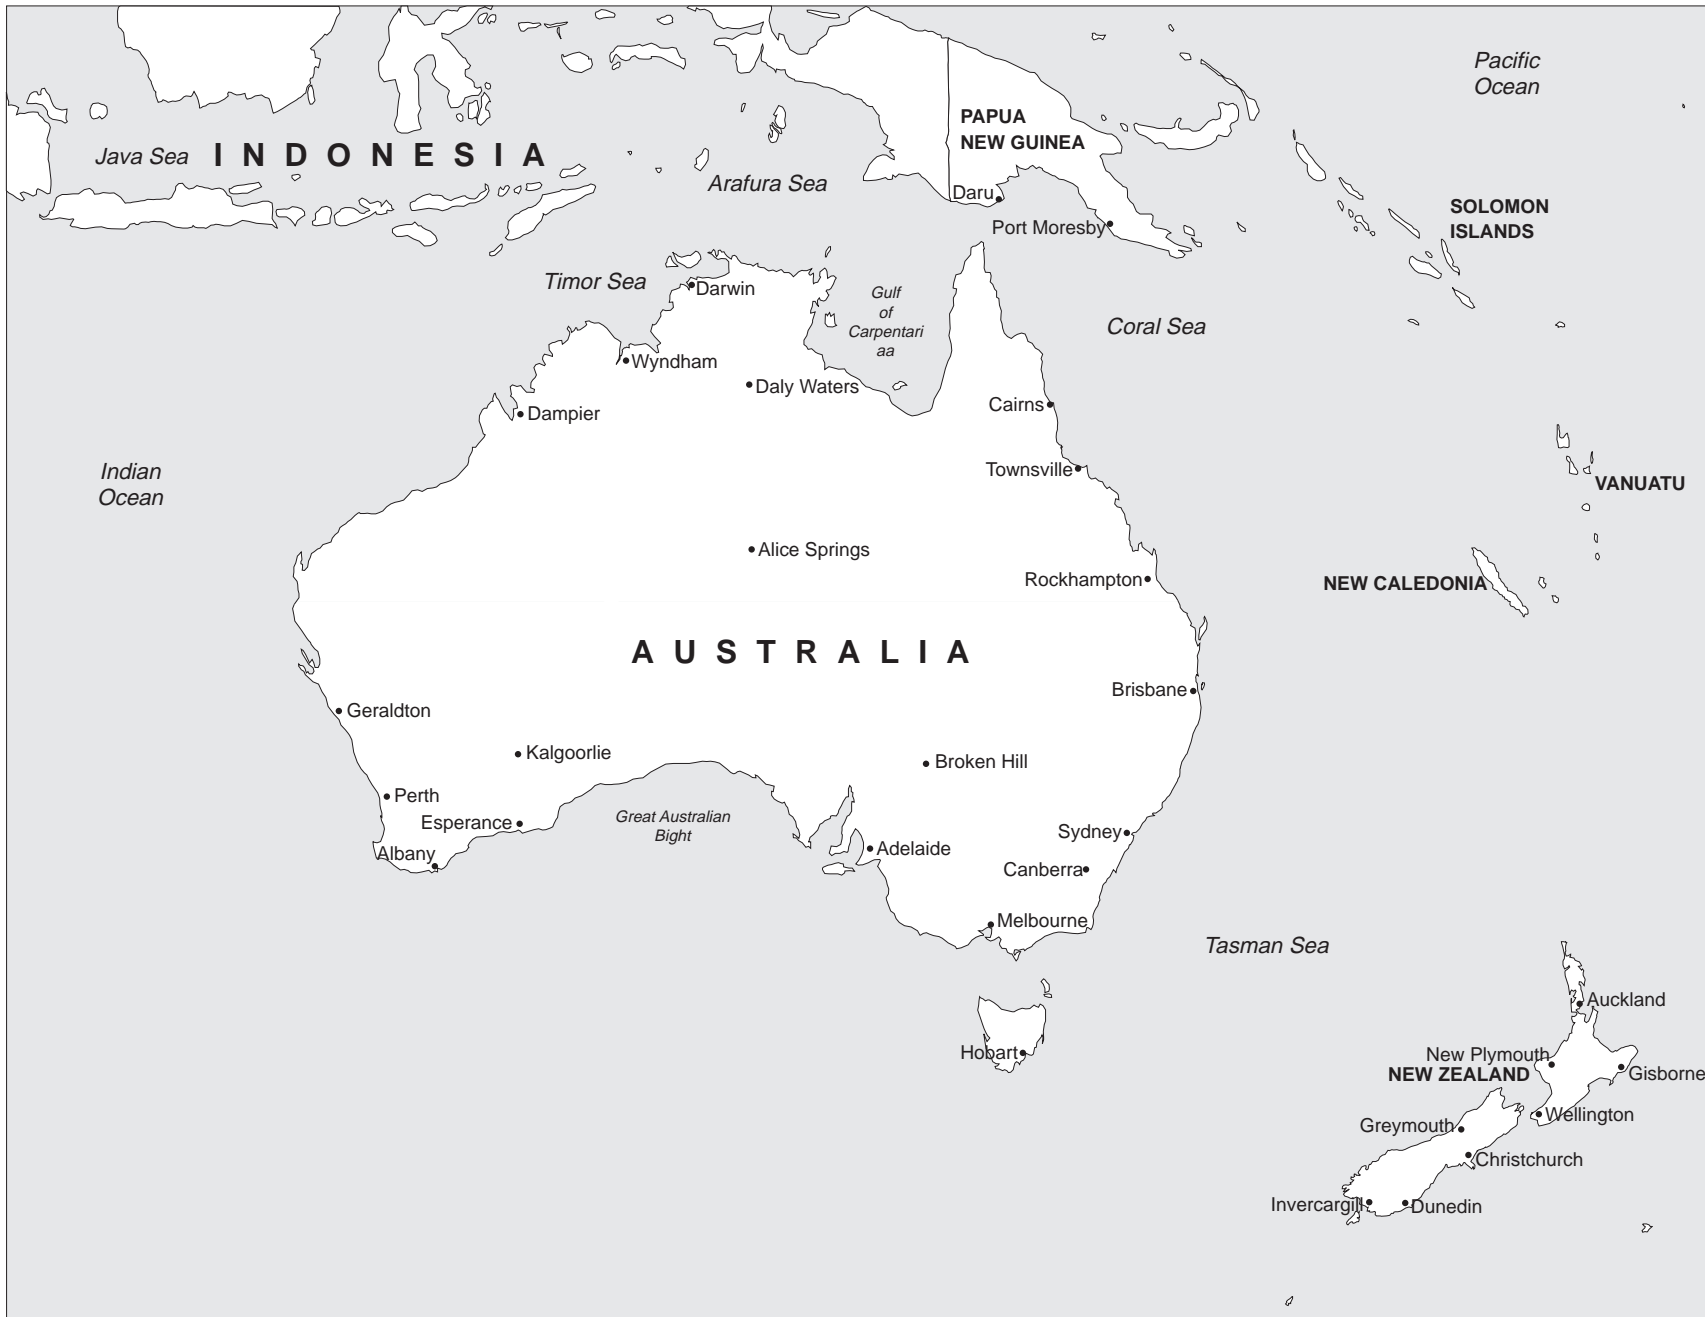 Pacific
Ocean
PAPUA
NEW GUINEA
Java Sea
INDONESIA
Arafura Sea
Daru
SOLOMON
ISLANDS
Port Moresby
Timor Sea
Darwin
Gulf
of
Carpentari
aa
Coral Sea
Wyndham
Daly Waters
Cairns
Dampier
Townsville
Indian
Ocean
VANUATU
Alice Springs
Rockhampton
NEW CALEDONIA
AUSTRALIA
Brisbane
Geraldton
Kalgoorlie
Broken Hill
Perth
Esperance
Great Australian
Bight
Sydney
Albany
Adelaide
Canberra
Melbourne
Tasman Sea
Auckland
Hobart
New Plymouth
NEW ZEALAND
Gisborne
Wellington
Greymouth
Christchurch
Invercargill
Dunedin